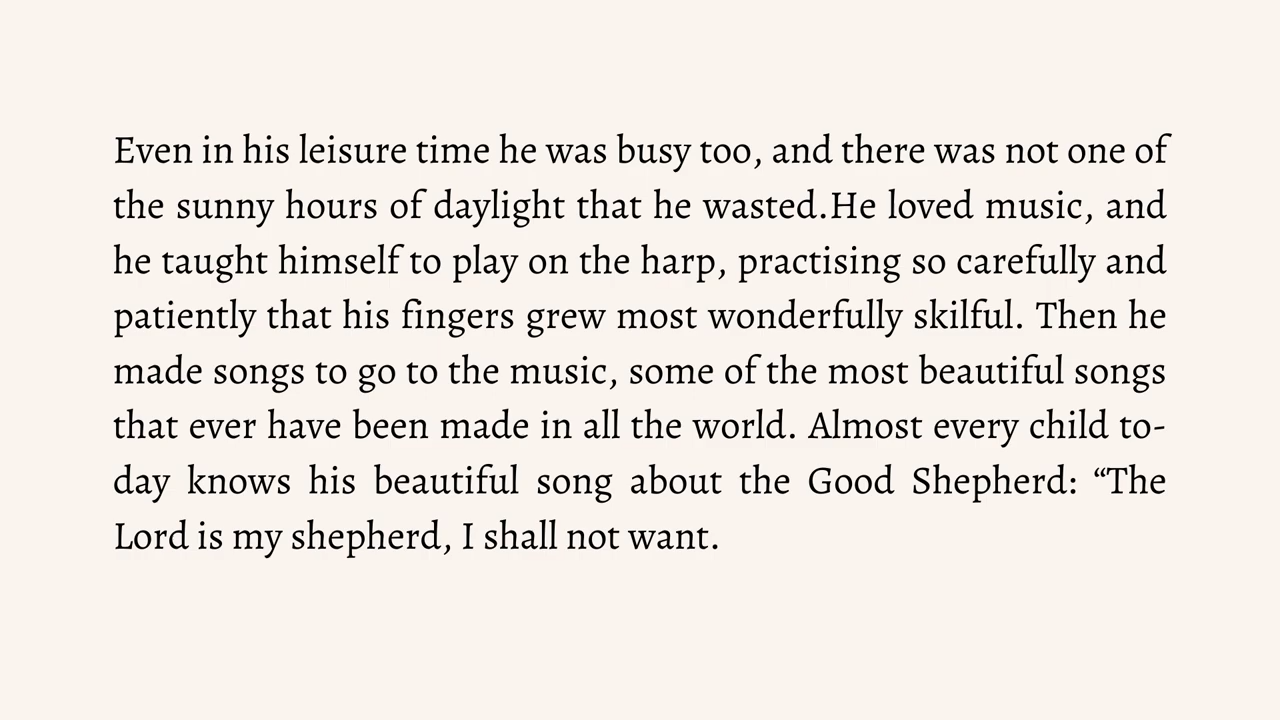 Even in his leisure time he was busy too, and there was not one of
the sunny hours of daylight that he wasted.He loved music, and
he taught himself to play on the harp, practising so carefully and
patiently that his fingers grew most wonderfully skilful. Then he
made songs to go to the music, some of the most beautiful songs
that ever have been made in all the world. Almost every child to-
day knows his beautiful song about the Good Shepherd: “The
Lord is my shepherd, I shall not want.